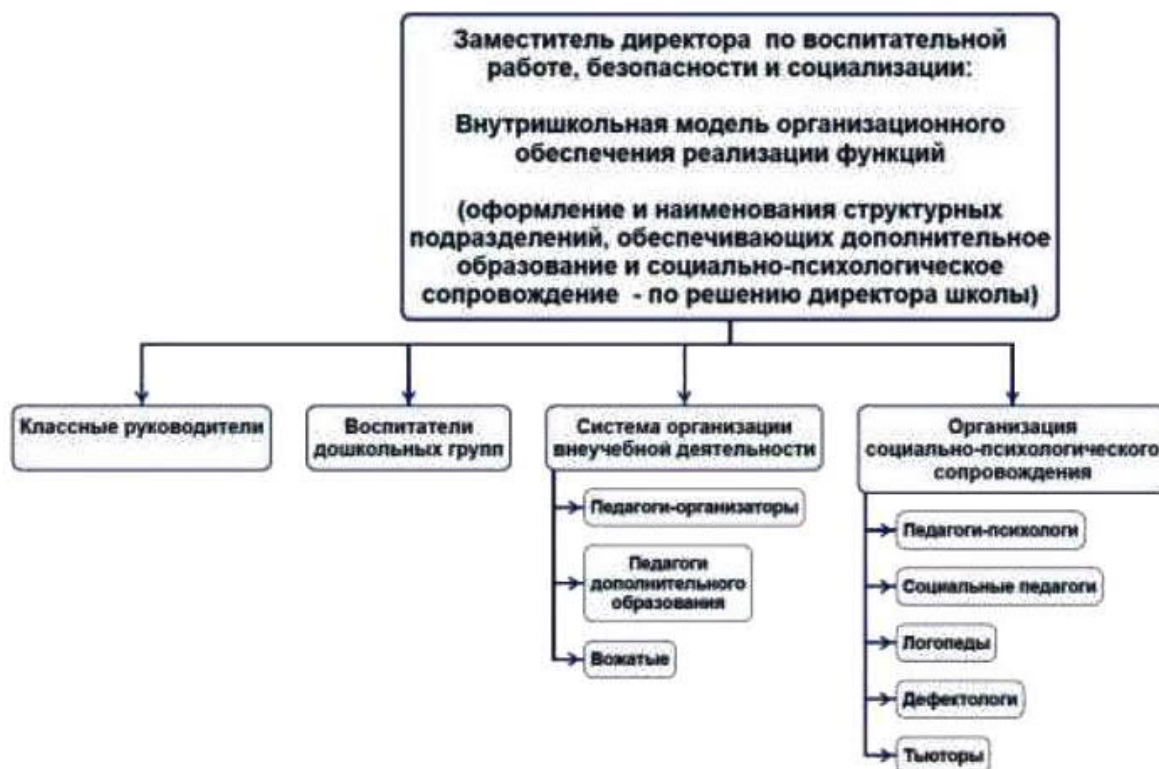 Заместитель директора по воспитательной
работе, безопасности и социализации:
Внутришкольная модель организационного
обеспечения реализации функций
(оформление и наименования структурных
подразделений, обеспечивающих дополнительное
образование и социально-психологическое
сопровождение - по решению директора школы)
Классные руководители
Воспитатели
дошкольных групп
Система организации
внеучебной деятельности
Педагоги-организаторы
Педагоги
дополнительного
образования
Вожатые
Организация
социально-психологического
сопровождения
Педагоги-психологи
Социальные педагоги
Логопеды
Дефектологи
Тьюторы